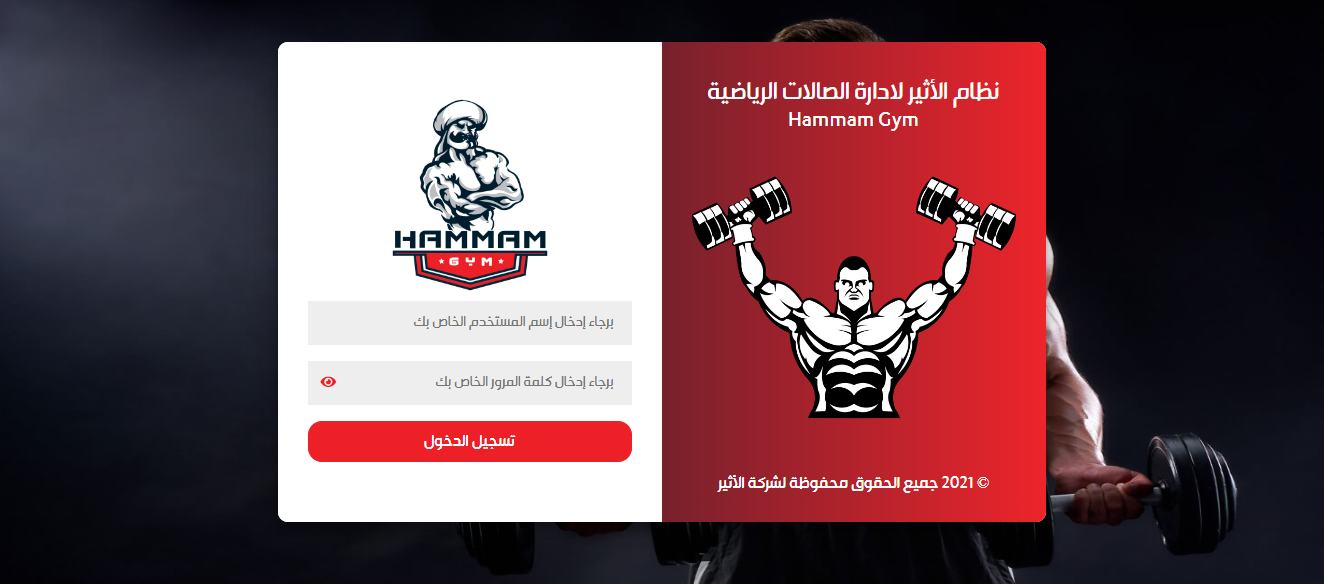 نظام الأثير لادارة الصالات الرياضية
Hammam Gym
© 2021 جميع الحقوق محفوظة لشركة الأثير
HAMMAM
GYM
برجاء إدخال إسم المستخدم الخاص بك
برجاء إدخال كلمة المرور الخاص بك
تسجيل الدخول